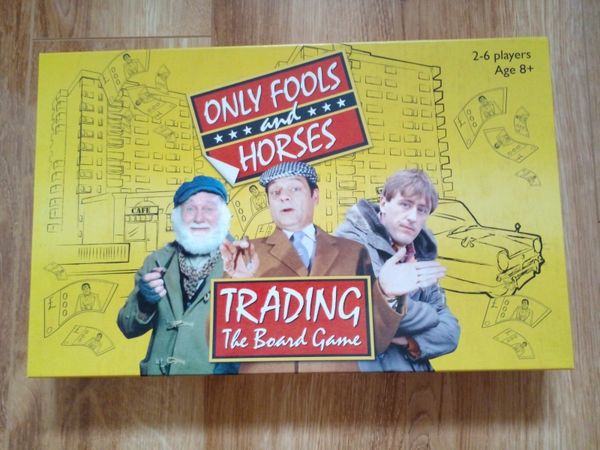 2-6 players
Age 8+
ONLY FOOLS
and
HORSES
CAFE
TRADING
The Board Game